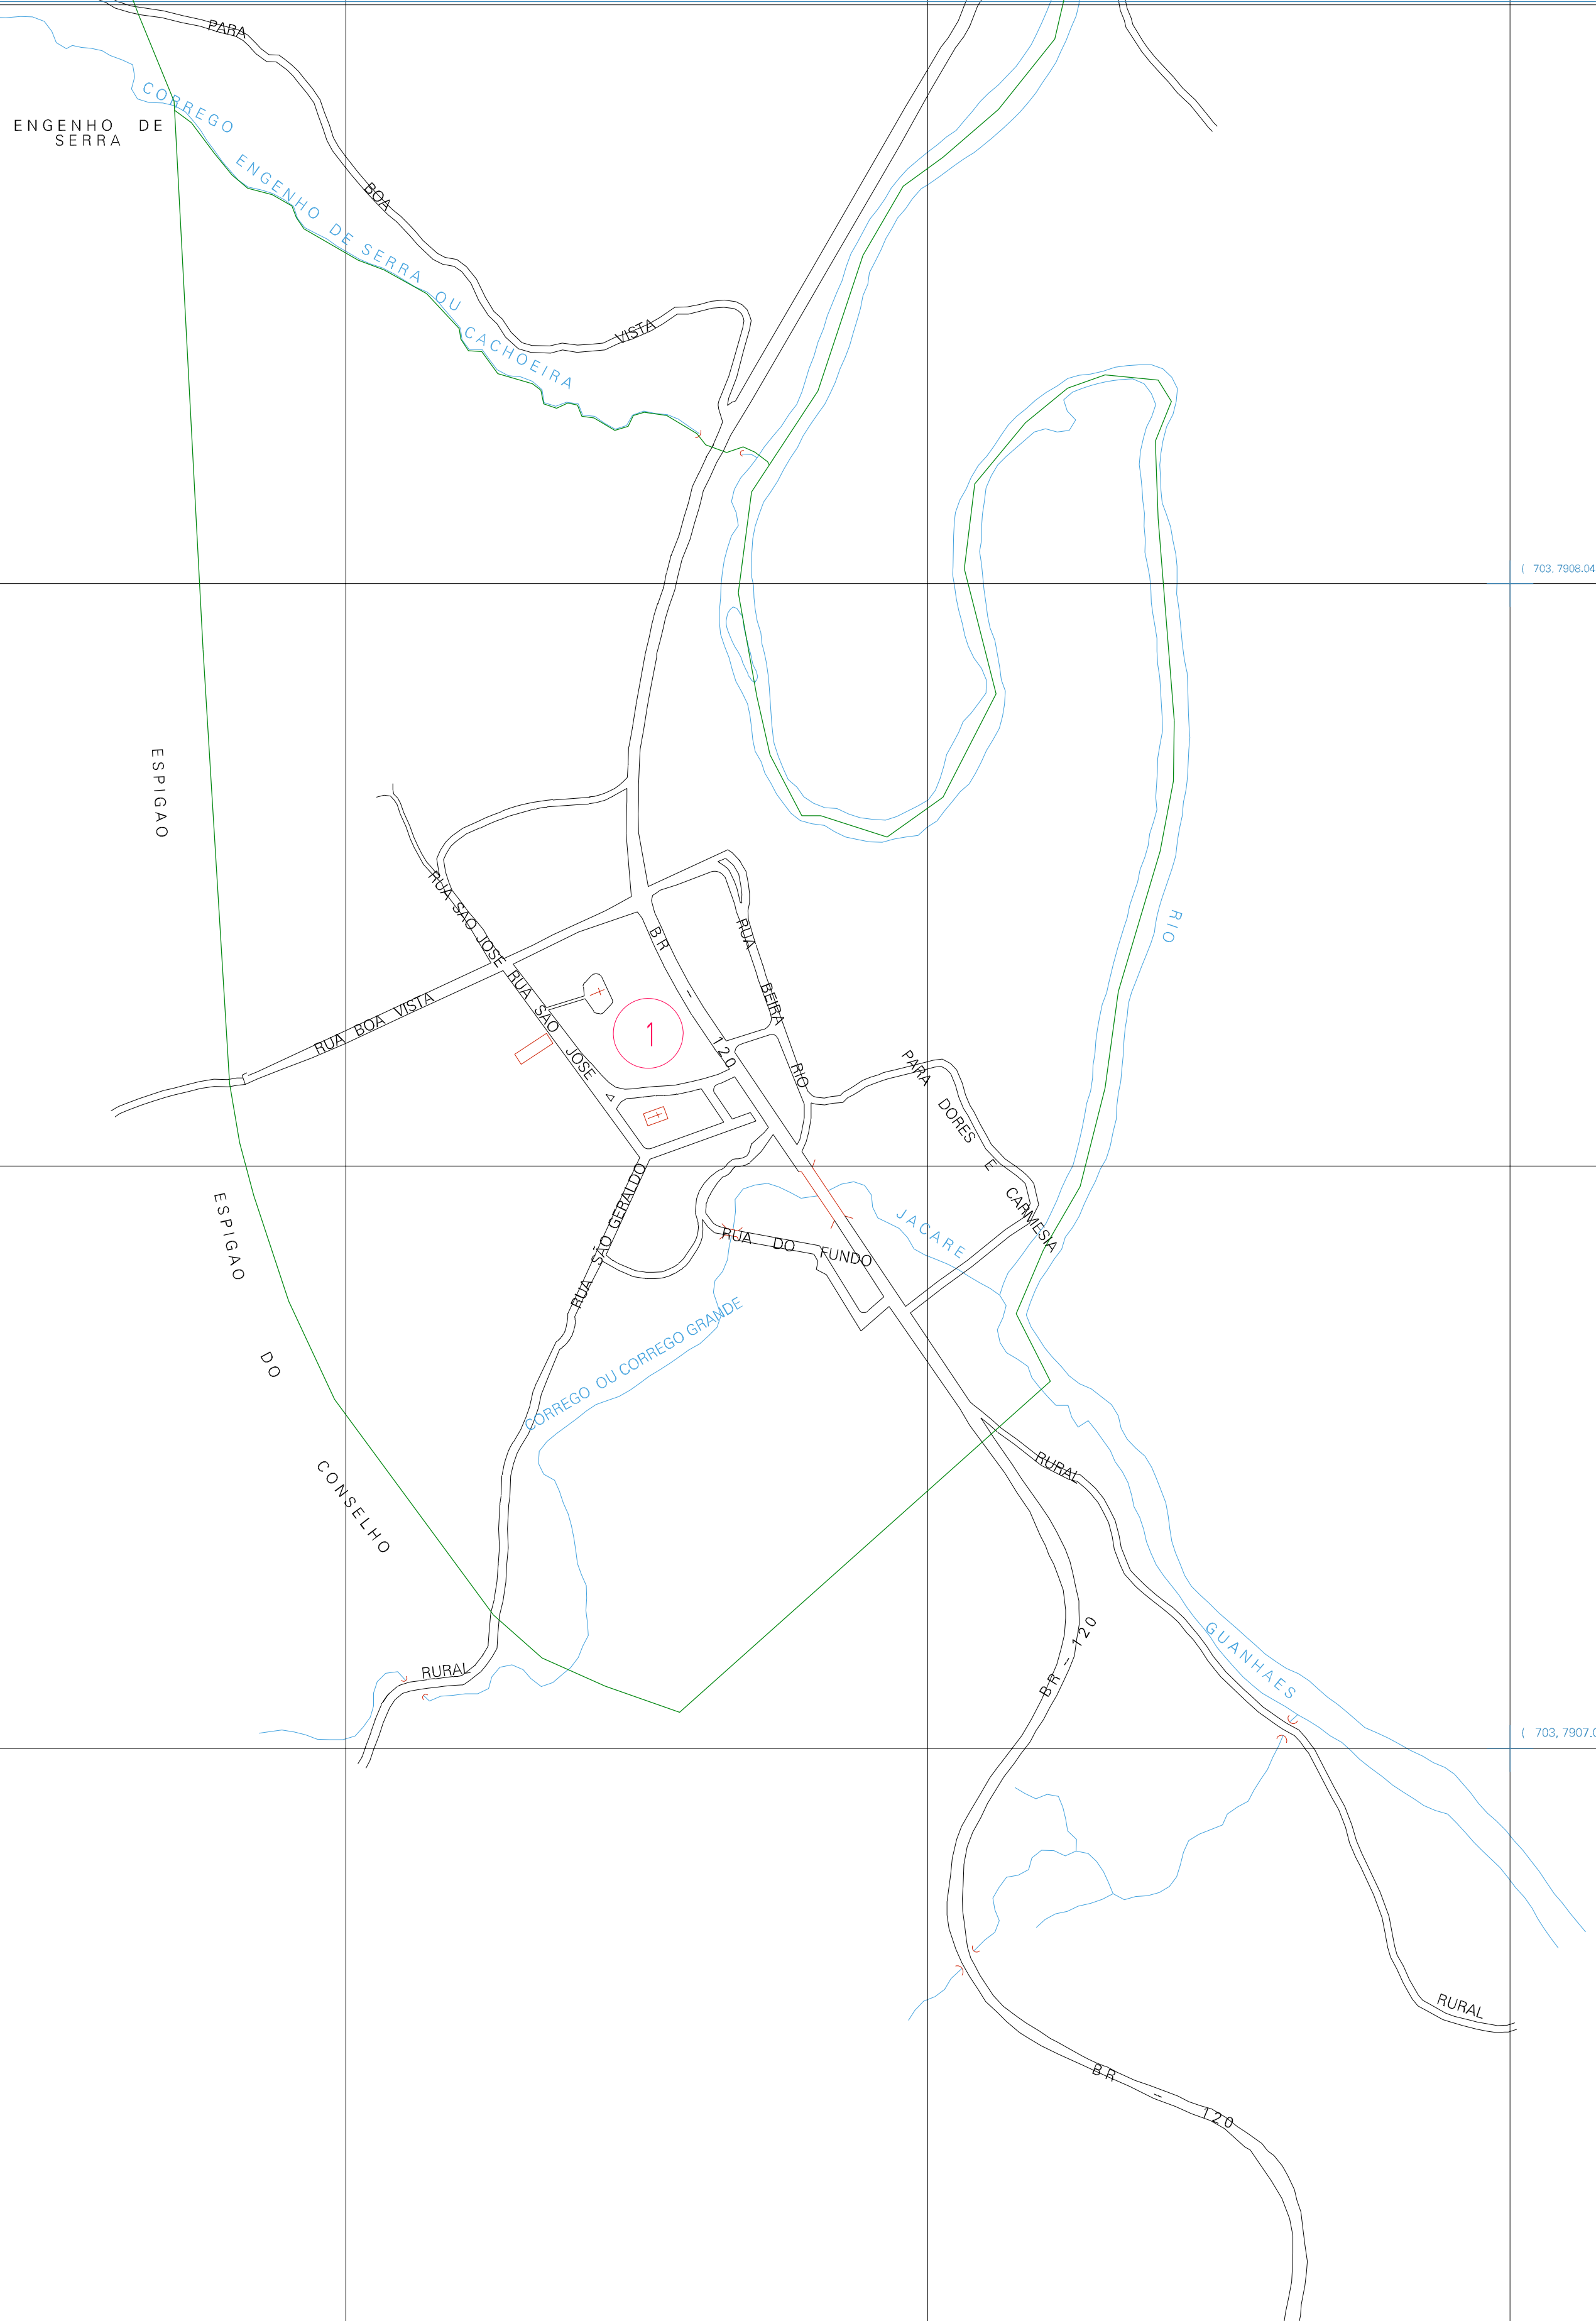 PARA
CORREGO
ENGENHO DE
SERRA
ENGENHO DE SERRA OU
CACHOEIRA
BOA
VISTA
( 703, 7908.04
ESPIGAO
RUA SAO JOSE
RUA SAO JOSE
BR - 120
RUA BEIRA RIO
RIO
RUA BOA VISTA
1
PARA DORES E CARMESIA
ESPIGAO
DO
CONSELHO
RUA SÃO GERALDO
RUA DO FUNDO
JACARE
CORREGO OU CORREGO GRANDE
RURAL
BR - 120
GUANHAES
RURAL
( 703, 7907.0
RURAL
BR - 120